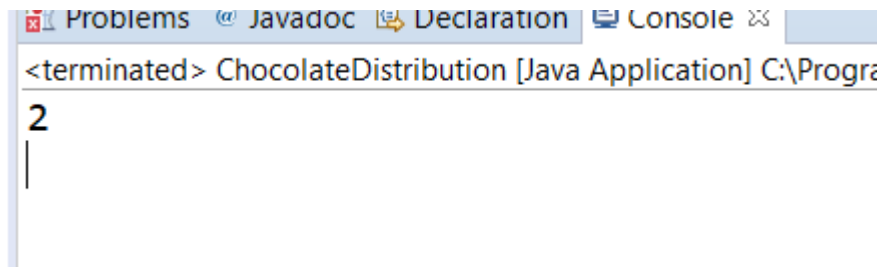 Problems @ Javadoc Declaration Console
<terminated> ChocolateDistribution [Java Application] C:\Progra
2